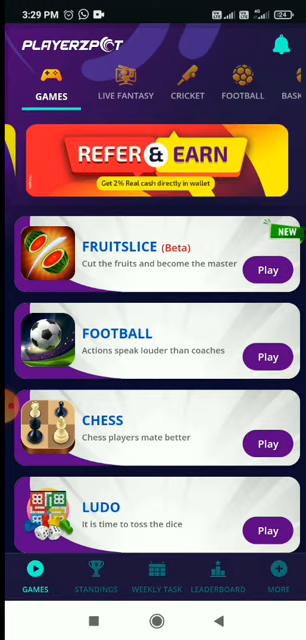 3:29 PM
24
PLAYERZPOT
GAMES
LIVE FANTASY
CRICKET
FOOTBALL
BASK
REFER & EARN
Get 2% Real cash directly in wallet
NEW
FRUITSLICE (Beta)
Cut the fruits and become the master
Play
FOOTBALL
Actions speak louder than coaches
Play
CHESS
Chess players mate better
Play
LUDO
It is time to toss the dice
Play
GAMES
STANDINGS
WEEKLY TASK
LEADERBOARD
MORE